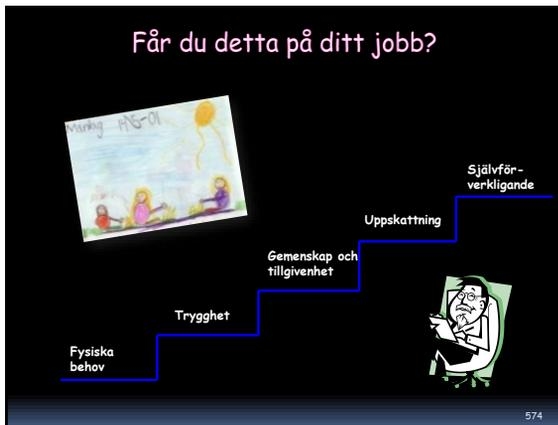 Får du detta på ditt jobb?
Självför-
verkligande
Uppskattning
Gemenskap och
tillgivenhet
Trygghet
Fysiska
behov
574